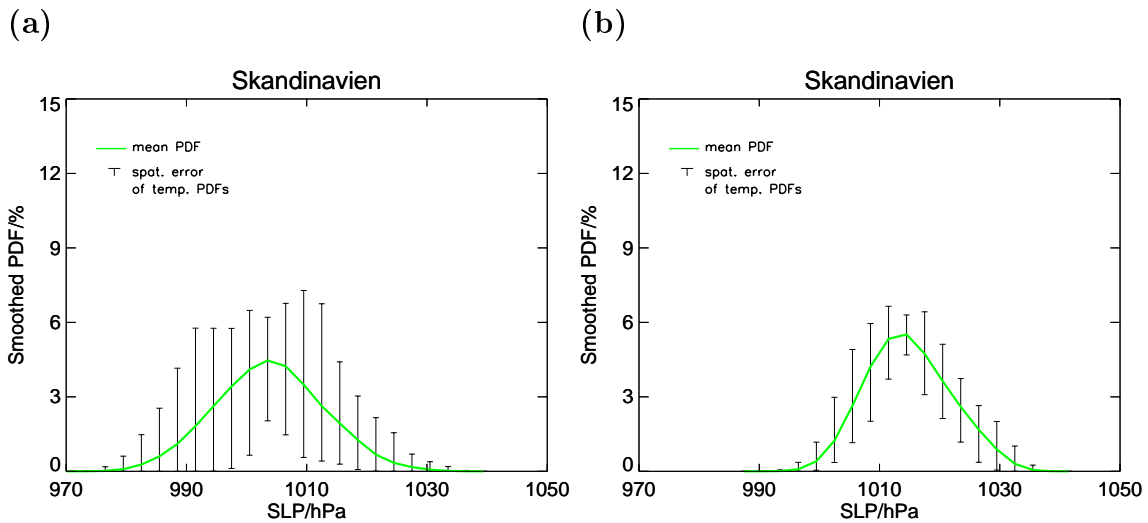 (a)
Skandinavien
Smoothed PDF/%
15
12
9
6
3
0
mean PDF
spat. error
of temp. PDFs
970 990 1010 1030 1050
SLP/hPa
(b)
Skandinavien
Smoothed PDF/%
15
12
9
6
3
0
mean PDF
spat. error
of temp. PDFs
970 990 1010 1030 1050
SLP/hPa